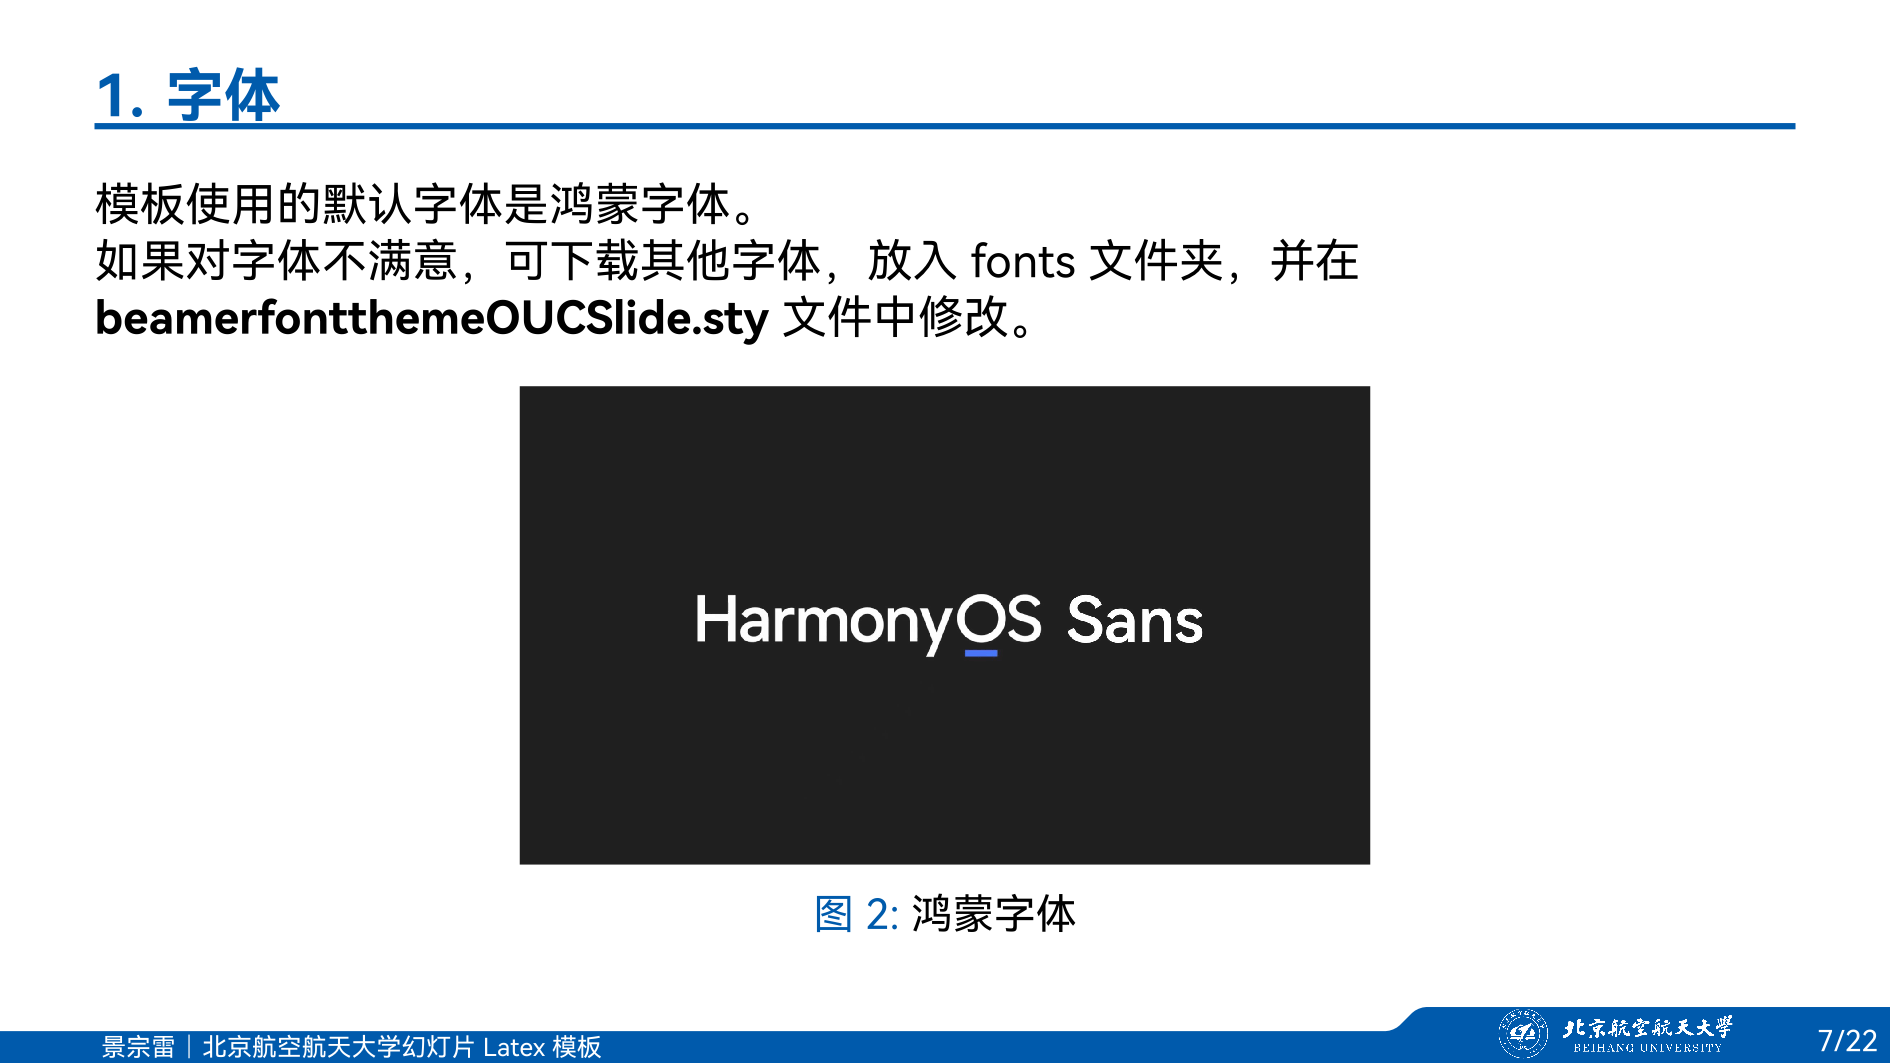 1. 字体
模板使用的默认字体是鸿蒙字体。
如果对字体不满意，可下载其他字体，放入 fonts 文件夹，并在
beamerfontthemeOUCSlide.sty 文件中修改。
HarmonyOS Sans
图 2: 鸿蒙字体
景宗雷｜北京航空航天大学幻灯片 Latex 模板
北京航空航天大學
BEIHANG UNIVERSITY
7/22